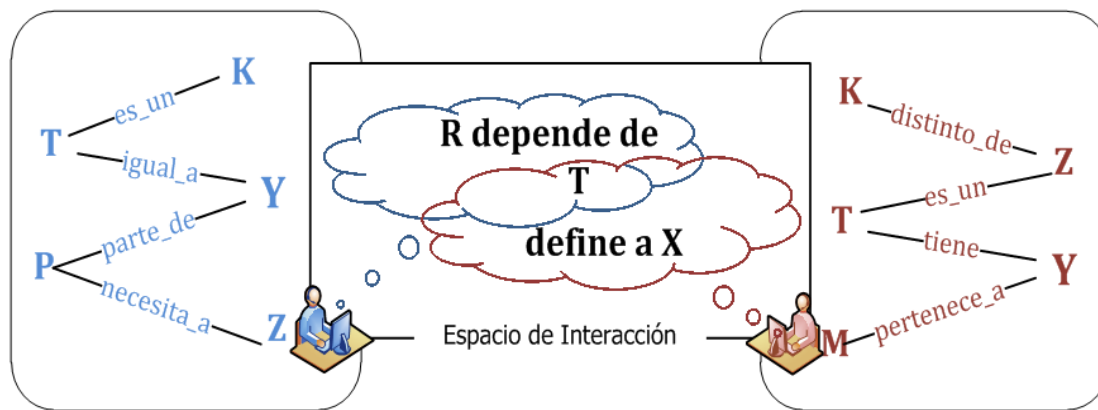 K
es_un
T
igual_a
Y
parte_de
P
necesita_a
Z
R depende de
T
define a X
Espacio de Interacción
K
distinto_de
Z
es_un
T
tiene
Y
pertenece_a
M